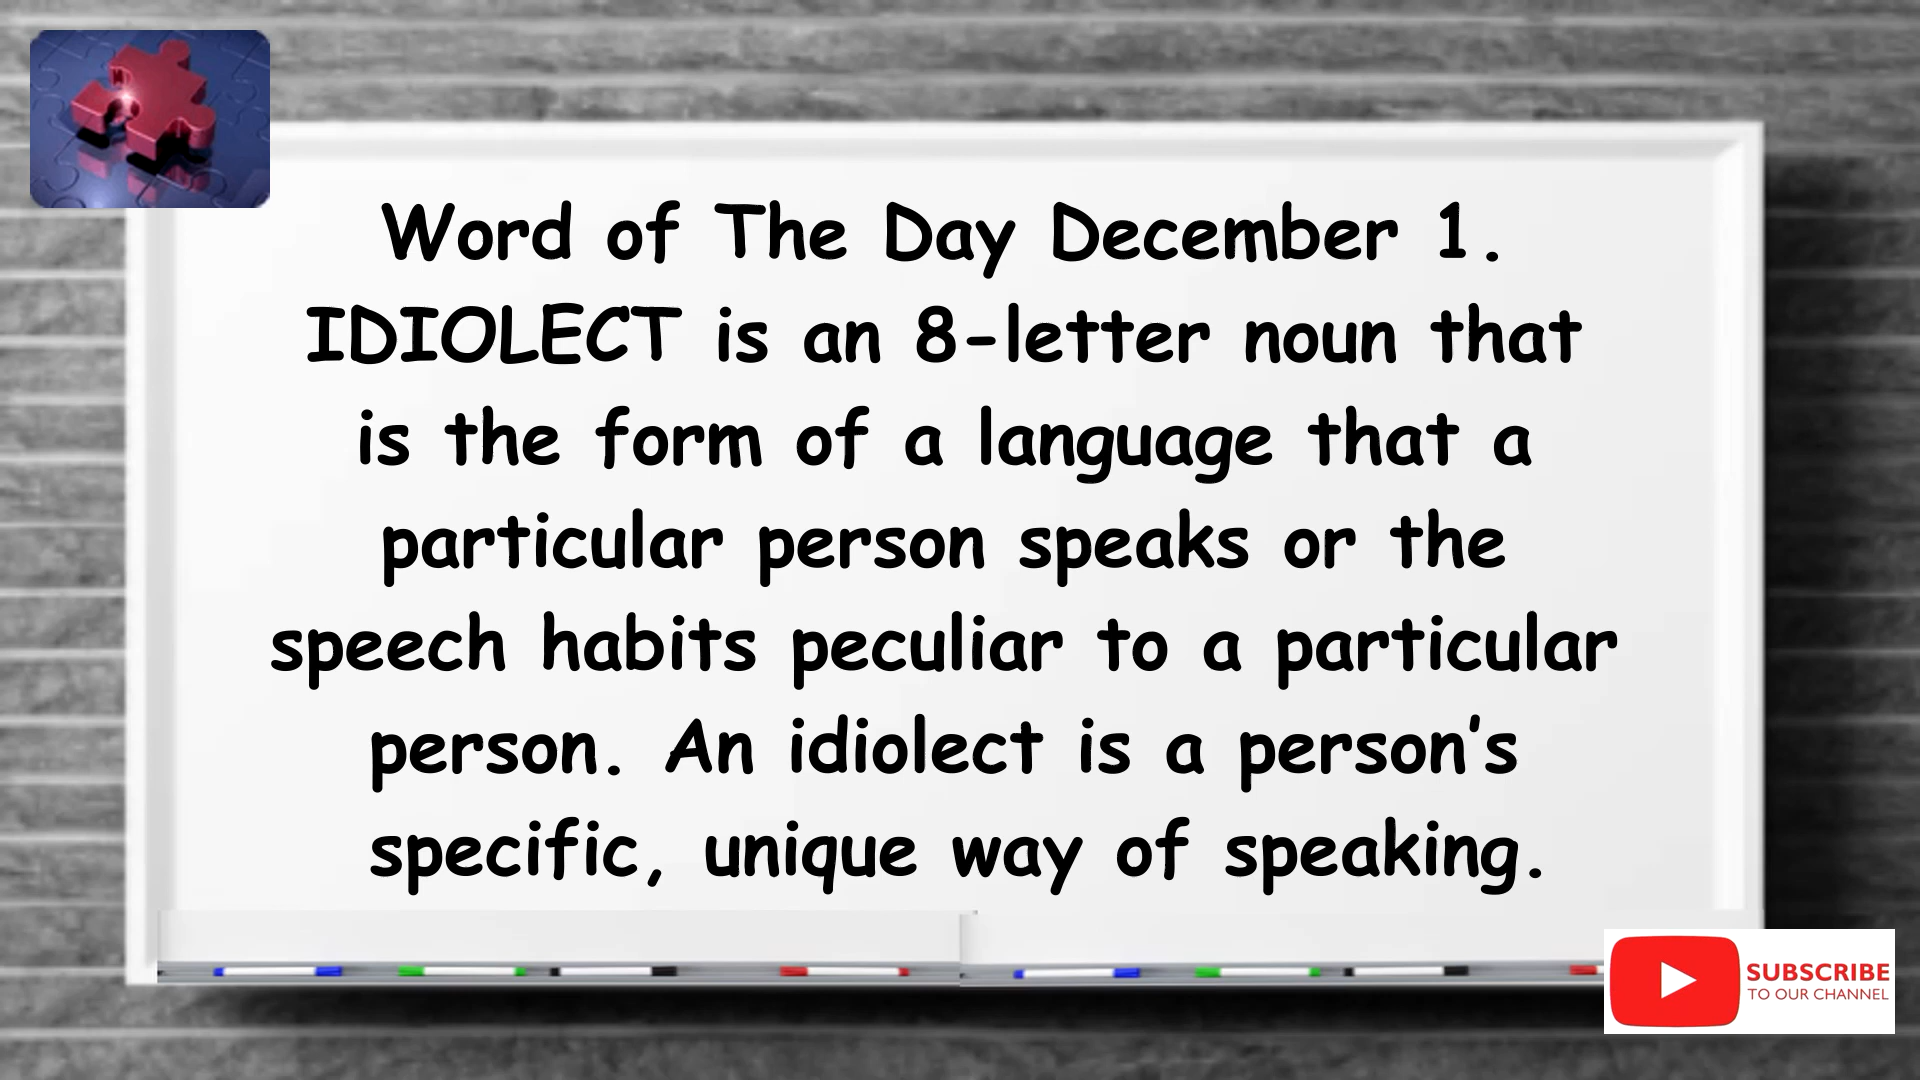 Word of The Day December 1.
IDIOLECT is an 8-letter noun that
is the form of a language that a
particular person speaks or the
speech habits peculiar to a particular
person. An idiolect is a person’s
specific, unique way of speaking.
SUBSCRIBE
TO OUR CHANNEL